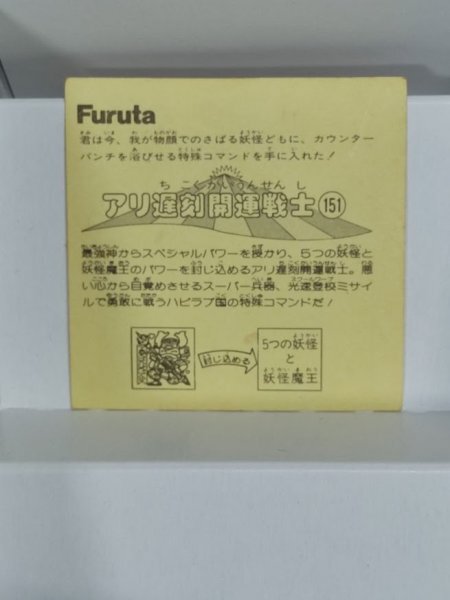 Furuta
君は今、我が物顔でのさばる妖怪どもに、カウンター
パンチを浴びせる特殊コマンドを手に入れた！
アリ遅刻開運戦士 151
最強神からスペシャルパワーを授かり、5つの妖怪と
妖怪魔王のパワーを封じ込めるアリ遅刻開運戦士。悪
い心から目覚めさせるスーパー兵器、光速登校ミサイ
ルで勇敢に戦うハピラブ国の特殊コマンドだ！
封じ込める
5つの妖怪
と
妖怪魔王